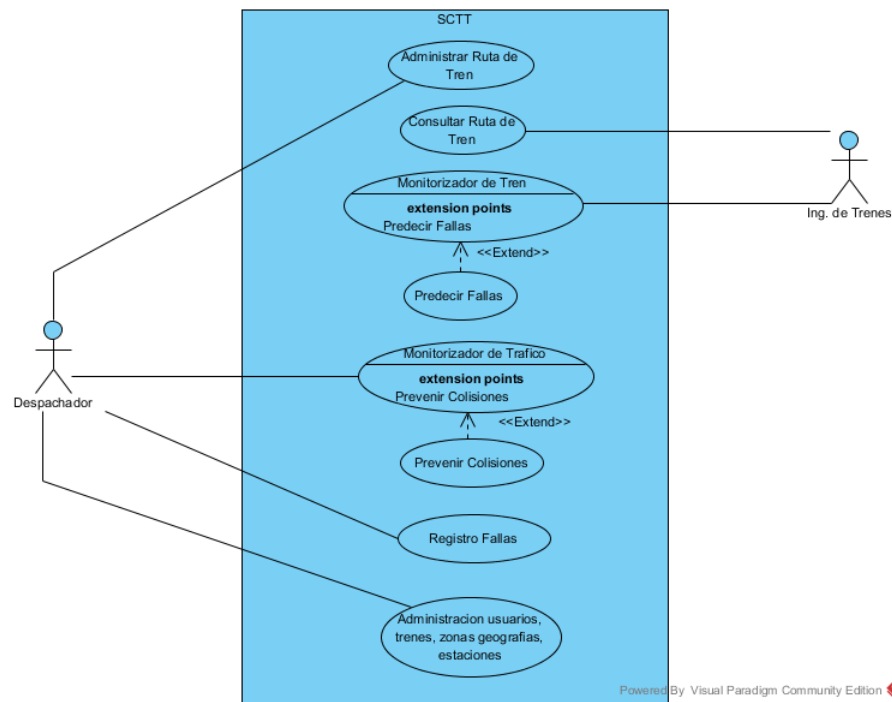 SCTT
Administrar Ruta de
Tren
Consultar Ruta de
Tren
Monitorizador de Tren
extension points
Predecir Fallas
Ing. de Trenes
<<Extend>>
Predecir Fallas
Monitorizador de Trafico
extension points
Prevenir Colisiones
Despachador
<<Extend>>
Prevenir Colisiones
Registro Fallas
Administracion usuarios,
trenes, zonas geografias,
estaciones
Powered By Visual Paradigm Community Edition